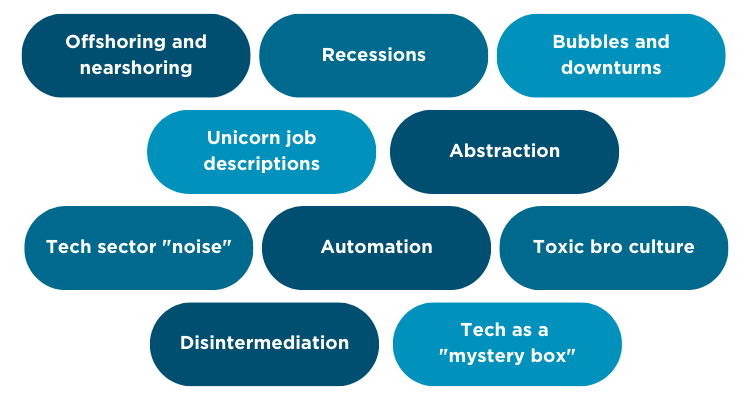 Offshoring and
nearshoring
Recessions
Bubbles and
downturns
Unicorn job
descriptions
Abstraction
Tech sector "noise"
Automation
Toxic bro culture
Disintermediation
Tech as a
"mystery box"